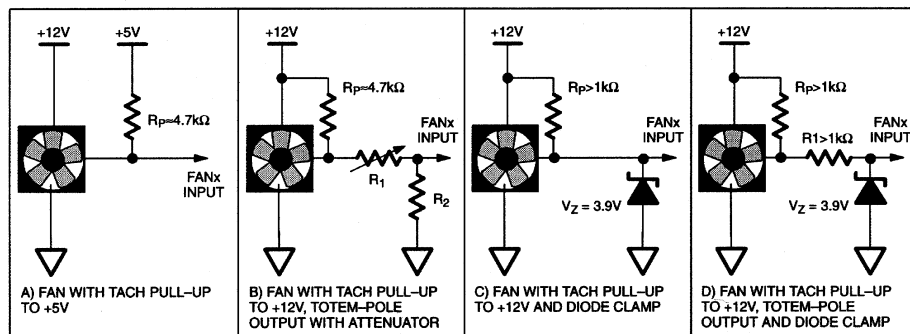 +12V
+5V
RP≈4.7kΩ
FANx
INPUT
A) FAN WITH TACH PULL–UP
TO +5V
+12V
RP≈4.7kΩ
FANx
INPUT
R1
R2
B) FAN WITH TACH PULL–UP
TO +12V, TOTEM–POLE
OUTPUT WITH ATTENUATOR
+12V
RP>1kΩ
FANx
INPUT
VZ = 3.9V
C) FAN WITH TACH PULL–UP
TO +12V AND DIODE CLAMP
+12V
RP>1kΩ
FANx
INPUT
R1>1kΩ
VZ = 3.9V
D) FAN WITH TACH PULL–UP
TO +12V, TOTEM–POLE
OUTPUT AND DIODE CLAMP